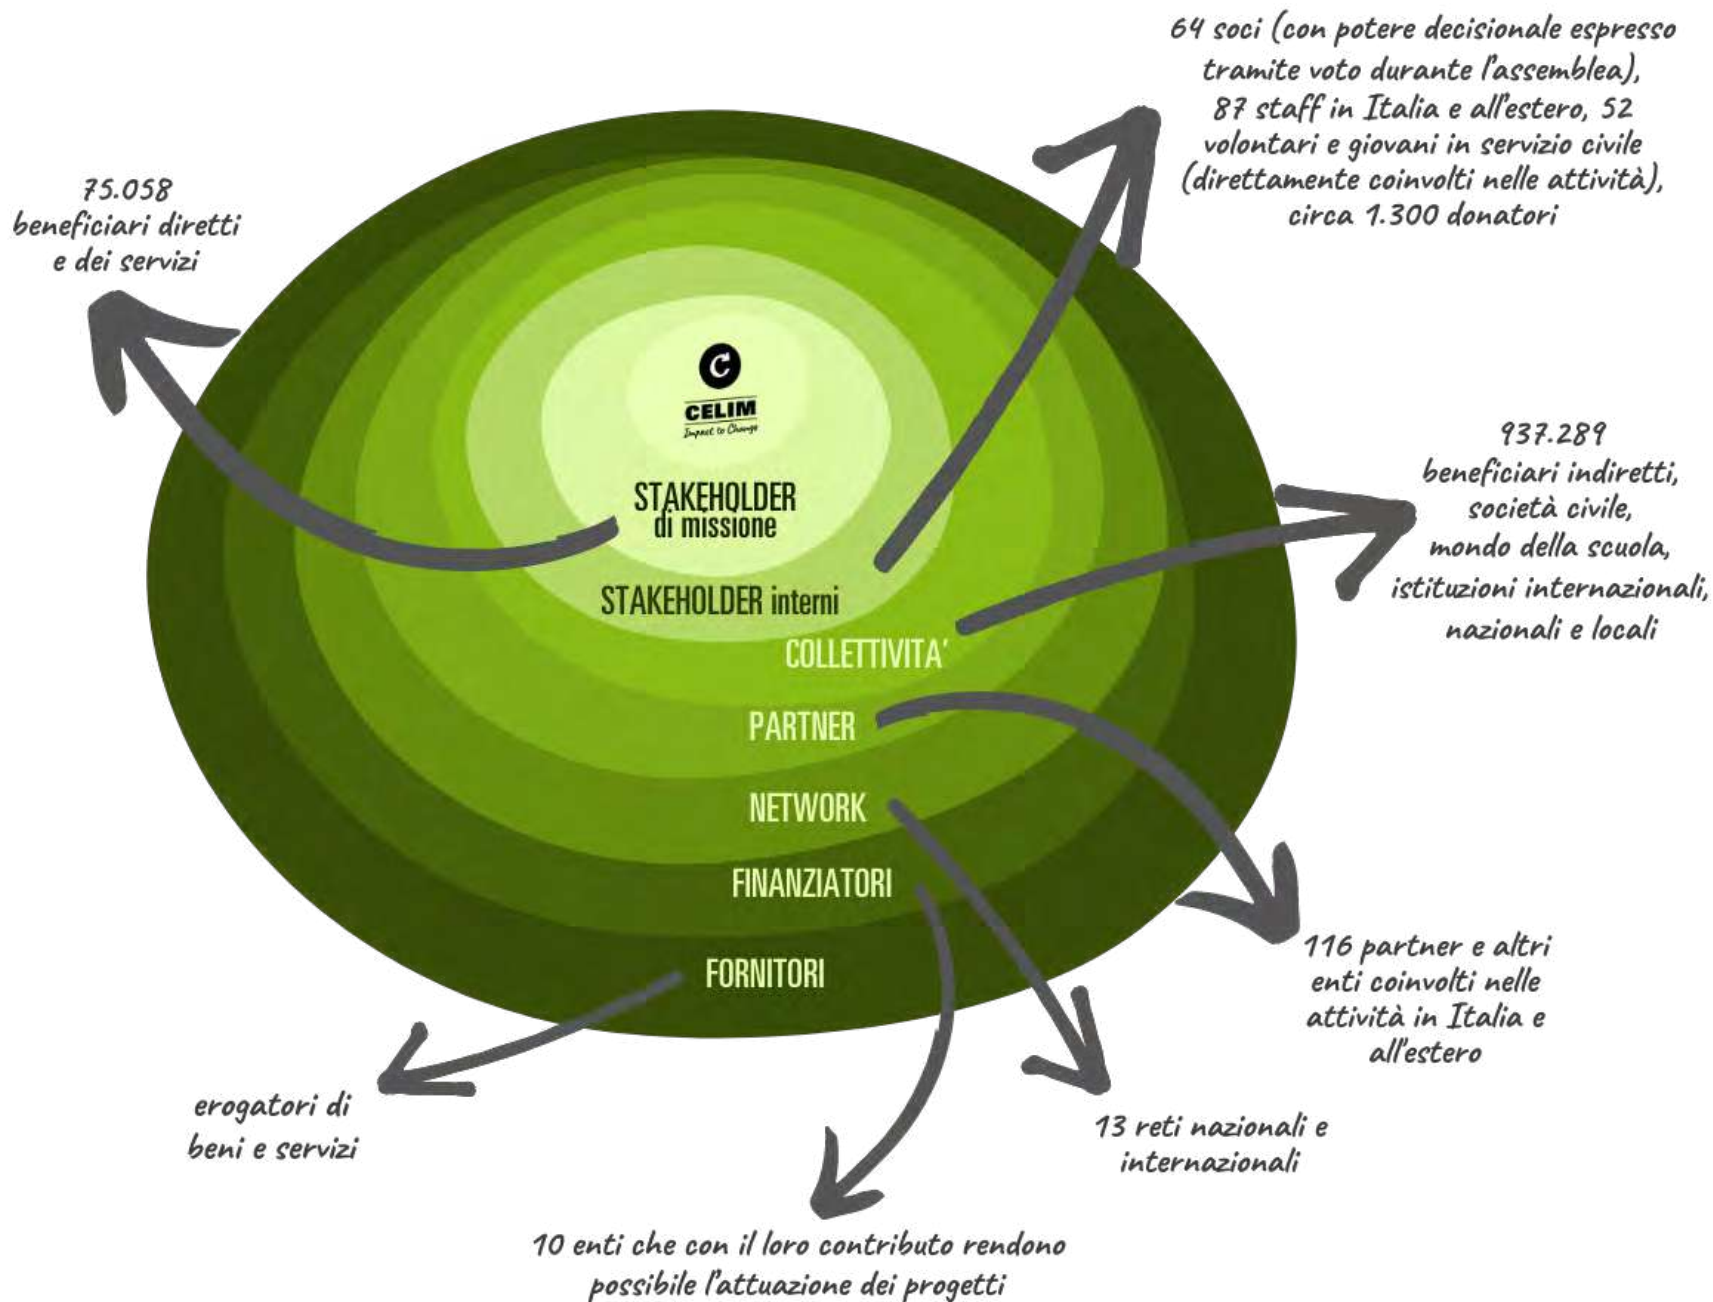 64 soci (con potere decisionale espresso
tramite voto durante l'assemblea),
87 staff in Italia e all'estero, 52
volontari e giovani in servizio civile
(direttamente coinvolti nelle attività),
circa 1.300 donatori
75.058
beneficiari diretti
e dei servizi
C
CELIM
Impact to Change
STAKEHOLDER
di missione
STAKEHOLDER interni
COLLETTIVITA'
PARTNER
NETWORK
FINANZIATORI
FORNITORI
937.289
beneficiari indiretti,
società civile,
mondo della scuola,
istituzioni internazionali,
nazionali e locali
116 partner e altri
enti coinvolti nelle
attività in Italia e
all'estero
13 reti nazionali e
internazionali
erogatori di
beni e servizi
10 enti che con il loro contributo rendono
possibile l'attuazione dei progetti